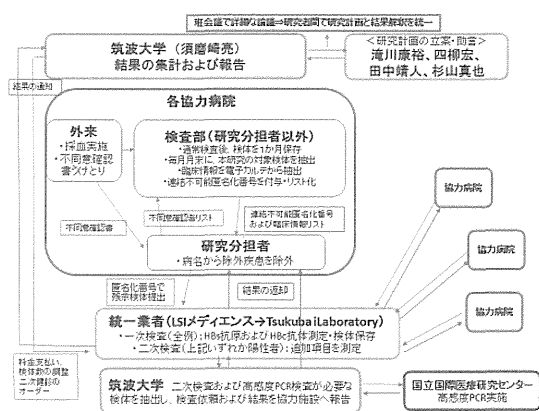 班会議で詳細な論議⇒研究者間で研究計画と結果解釈を統一
筑波大学（須磨崎亮）
結果の集計および報告
＜研究計画の立案・助言＞
滝川康裕、四柳宏、
田中靖人、杉山真也
結果の通知
各協力病院
外来
・採血実施
・不同意確認
書うけとり
検査部（研究分担者以外）
・通常検査後、検体を1か月保存
・毎月月末に、本研究の対象検体を抽出
・臨床情報を電子カルテから抽出
・連結不可能匿名化番号を付与・リスト化
不同意確認書
不同意確認者リスト
連結不可能匿名化番号
および臨床情報リスト
研究分担者
・病名から除外疾患を除外
協力病院
協力病院
協力病院
匿名化番号で
残余検体提出
結果の返却
統一業者（LSIメディエンス→Tsukuba iLaboratory）
・一次検査（全例）：HBs抗原およびHBc抗体測定・検体保存
・二次検査（上記いずれか陽性者）：追加項目を測定
料金支払い、
検体数の調整
二次健診の
オーダー
筑波大学 二次検査および高感度PCR検査が必要な
検体を抽出し、検査依頼および結果を協力施設へ報告
国立国際医療研究センター
高感度PCR実施